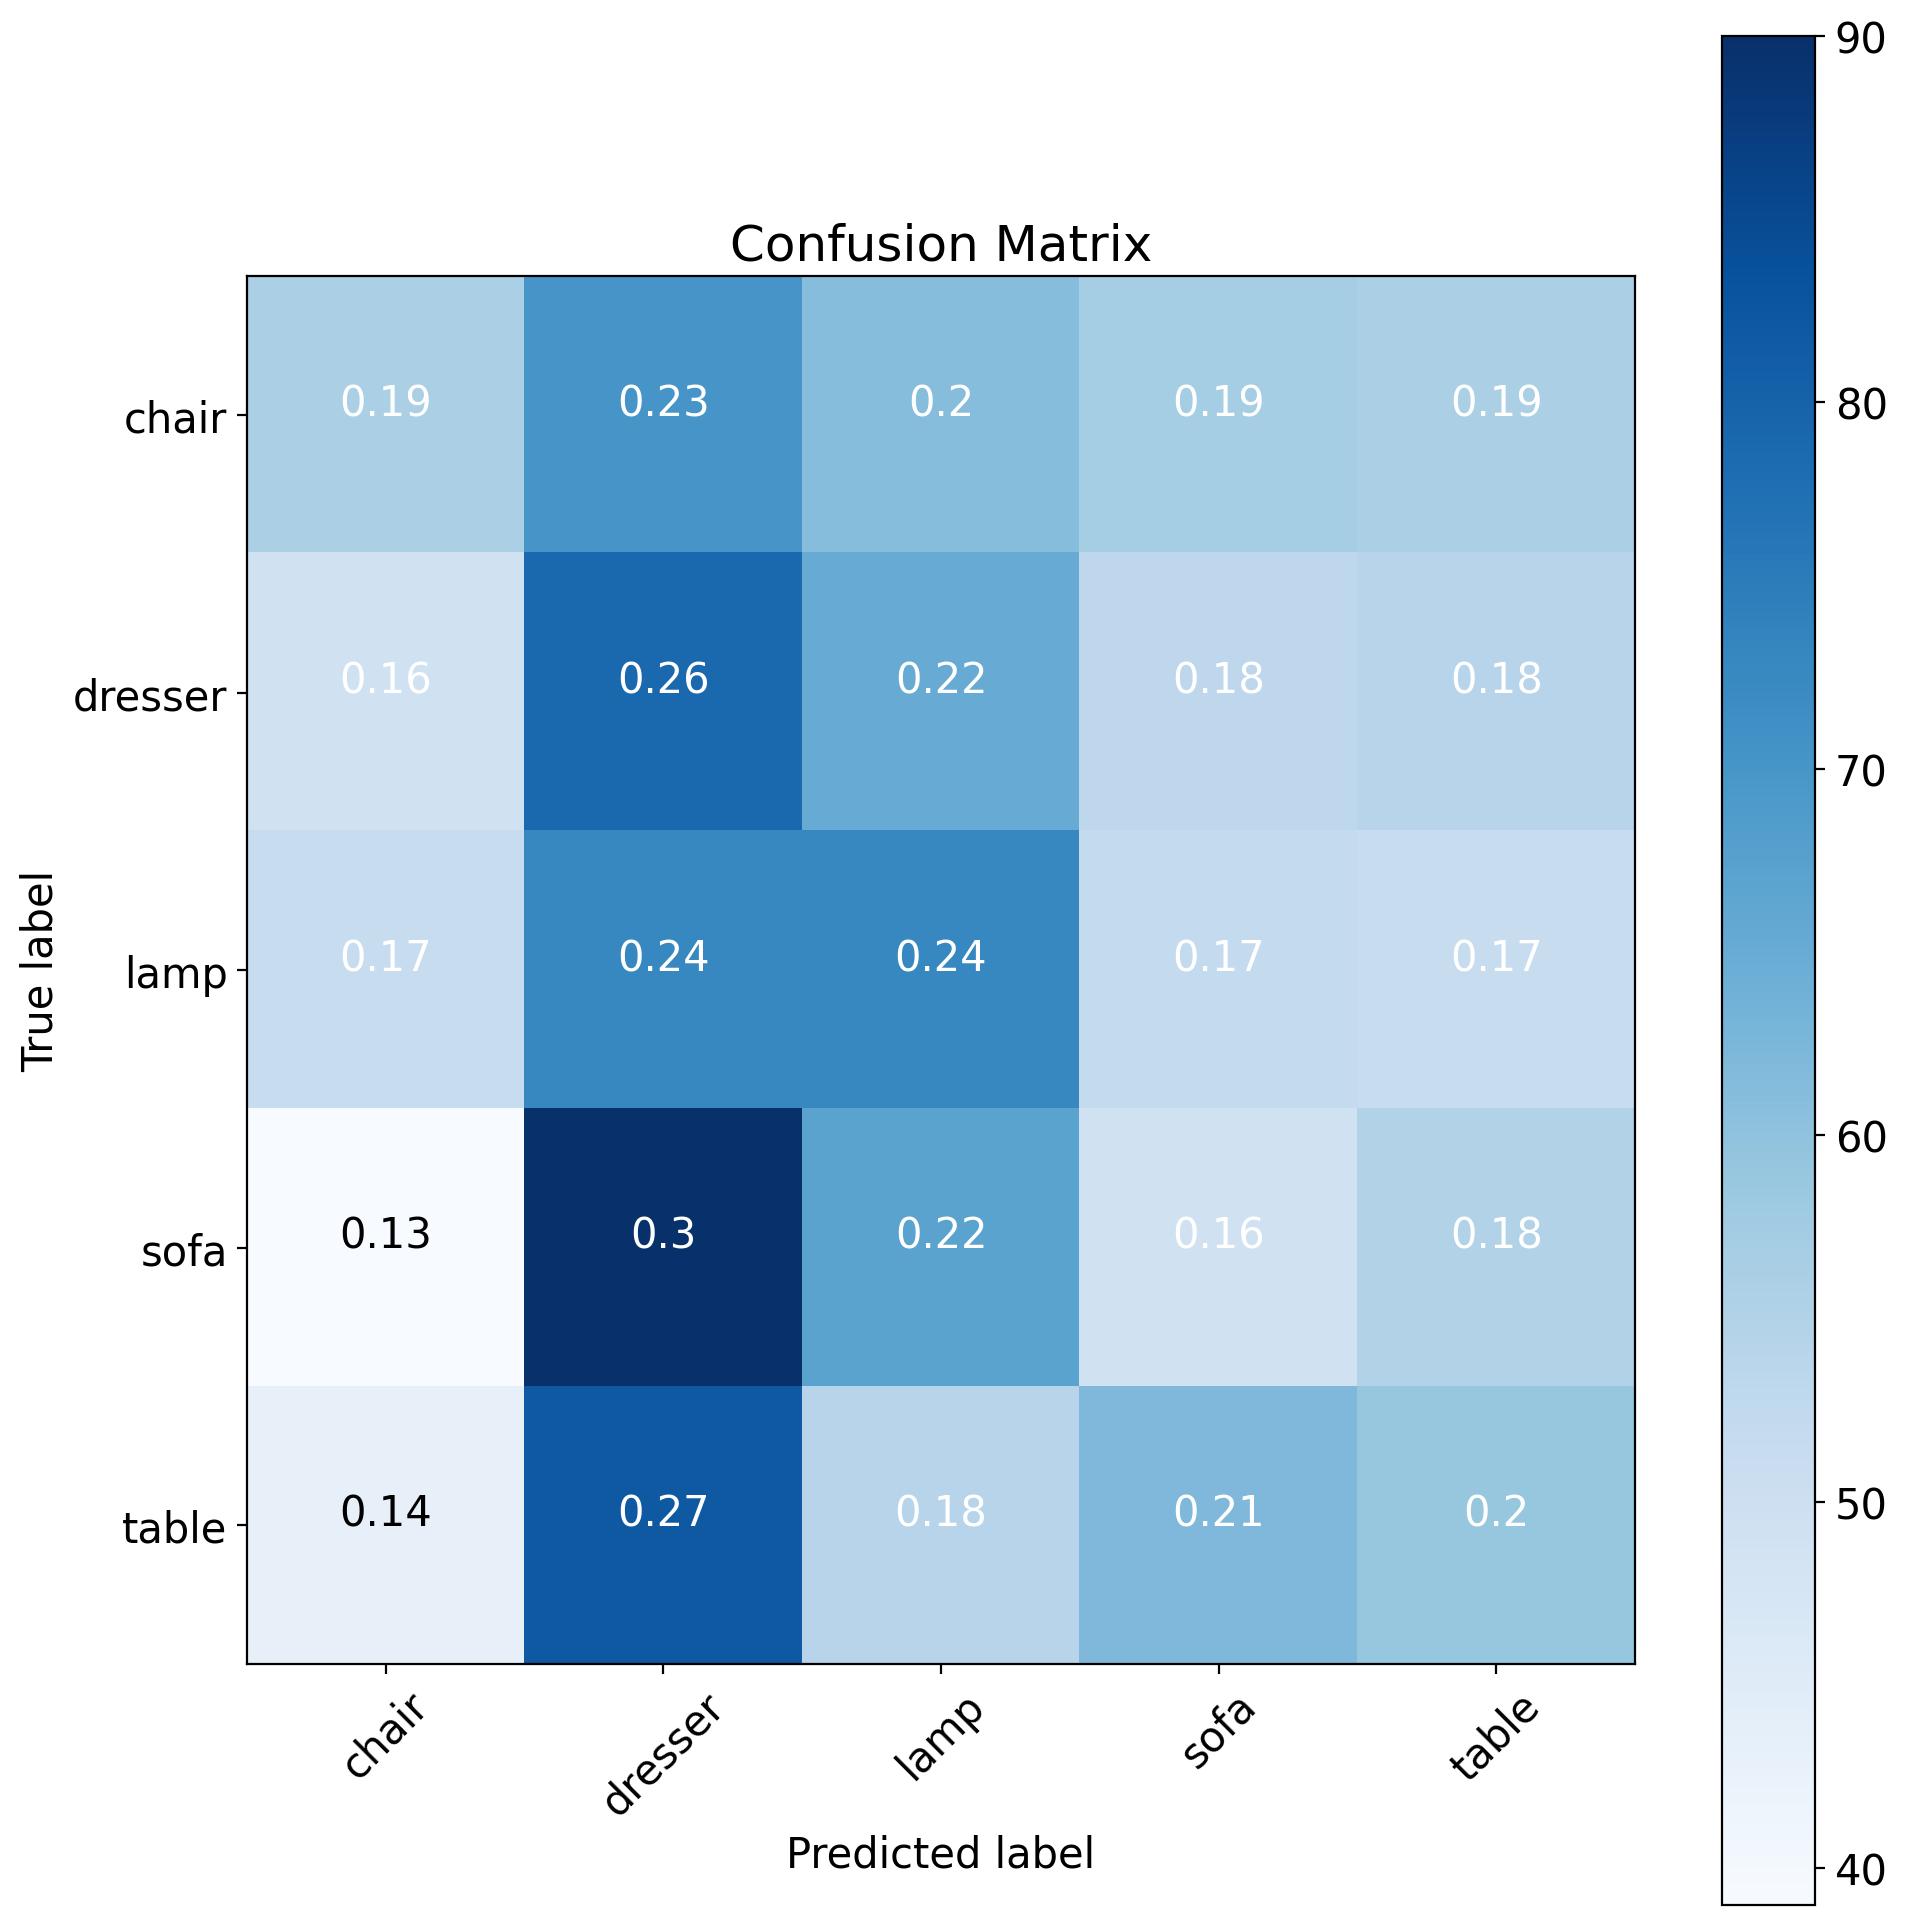 Confusion Matrix
True label
chair 0.19 0.23 0.2 0.19 0.19
dresser 0.16 0.26 0.22 0.18 0.18
lamp 0.17 0.24 0.24 0.17 0.17
sofa 0.13 0.3 0.22 0.16 0.18
table 0.14 0.27 0.18 0.21 0.2
chair dresser lamp sofa table
Predicted label
90
80
70
60
50
40